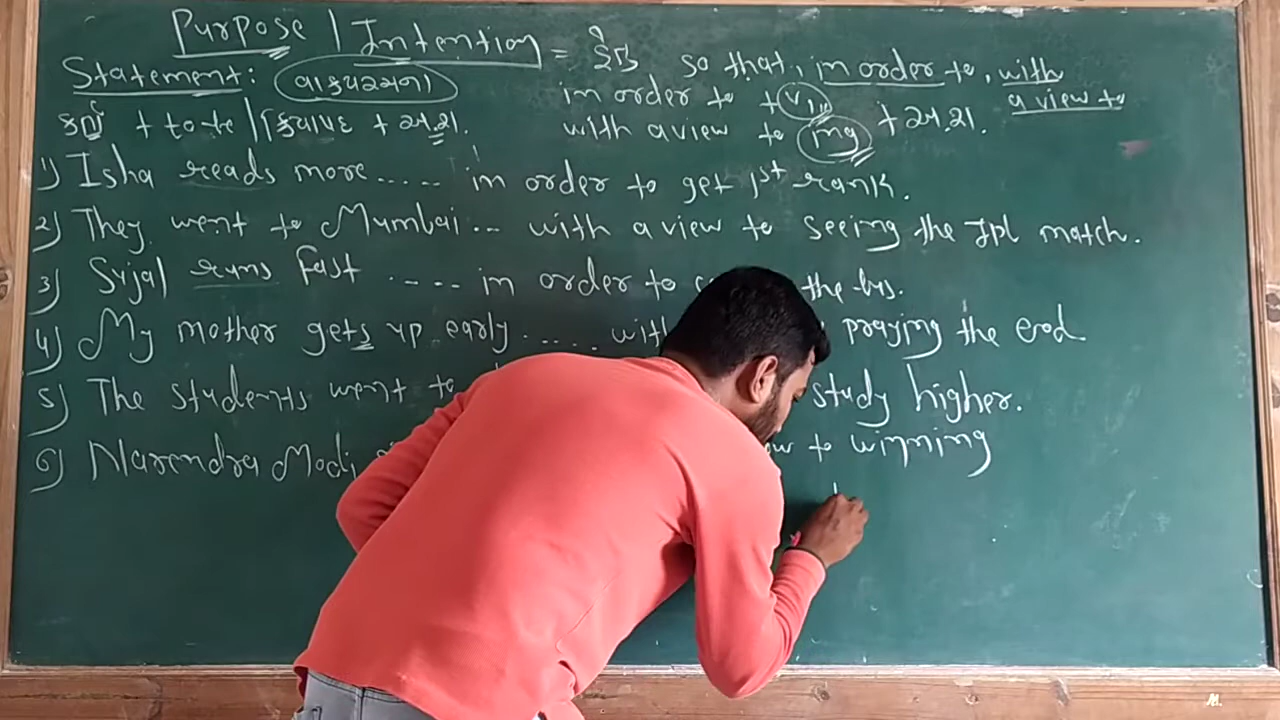 Purpose / Intention = હેતુ so that, in order to, with a view to
Statement: વાક્યરચના
in order to + V1
કર્તા + to be / ક્રિયાપદ + અન્ય.શ. with a view to ing + અ.શ.
1) Isha reads more..... in order to get 1st rank.
2) They went to Mumbai... with a view to seeing the Ipl match.
3) Srjal runs fast .... in order to the bus.
4) My mother gets up early..... with praying the God
5) The students went to study higher.
6) Narendra Modi to winning